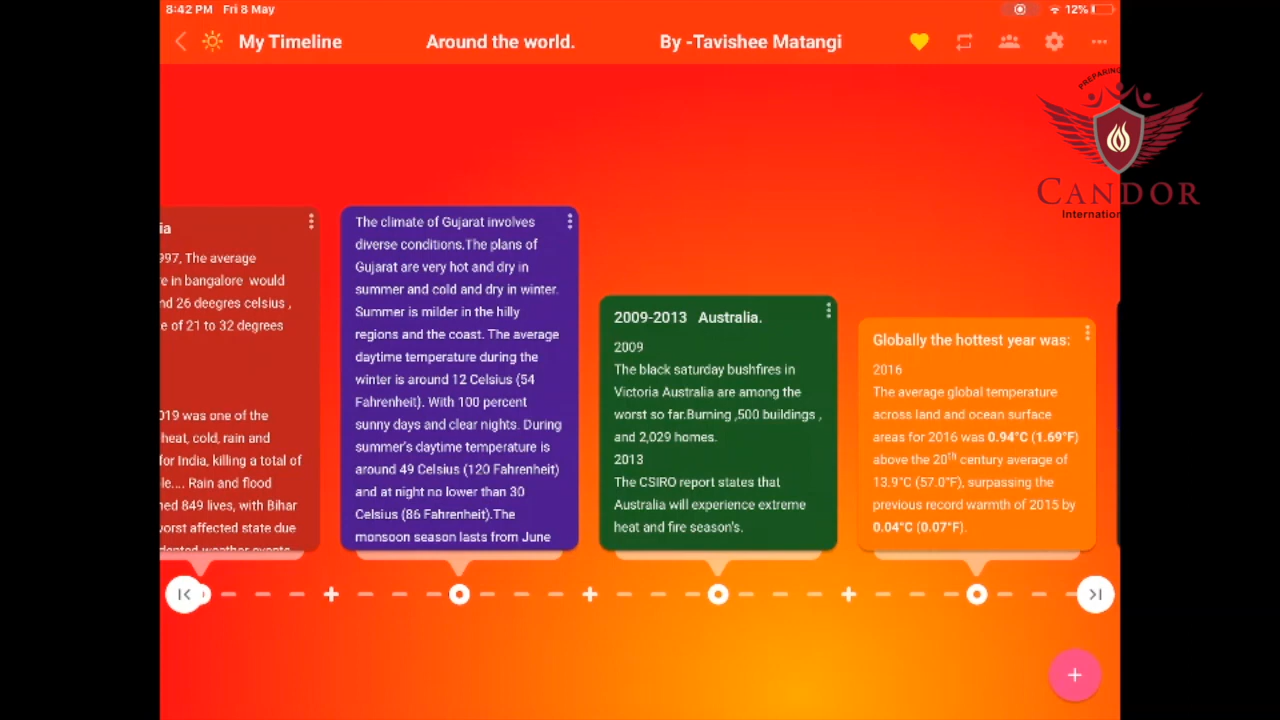 8:42 PM Fri 8 May
12%
My Timeline
Around the world.
By -Tavishee Matangi
PREPARING
CANDOR
Internation
ia
997, The average
e in bangalore would
nd 26 deegres celsius ,
e of 21 to 32 degrees
019 was one of the
heat, cold, rain and
for India, killing a total of
le.... Rain and flood
ned 849 lives, with Bihar
vorst affected state due
dented weather events
The climate of Gujarat involves
diverse conditions.The plans of
Gujarat are very hot and dry in
summer and cold and dry in winter.
Summer is milder in the hilly
regions and the coast. The average
daytime temperature during the
winter is around 12 Celsius (54
Fahrenheit). With 100 percent
sunny days and clear nights. During
summer's daytime temperature is
around 49 Celsius (120 Fahrenheit)
and at night no lower than 30
Celsius (86 Fahrenheit).The
monsoon season lasts from June
2009-2013 Australia.
2009
The black saturday bushfires in
Victoria Australia are among the
worst so far.Burning ,500 buildings ,
and 2,029 homes.
2013
The CSIRO report states that
Australia will experience extreme
heat and fire season's.
Globally the hottest year was:
2016
The average global temperature
across land and ocean surface
areas for 2016 was 0.94°C (1.69°F)
above the 20th century average of
13.9°C (57.0°F), surpassing the
previous record warmth of 2015 by
0.04°C (0.07°F).